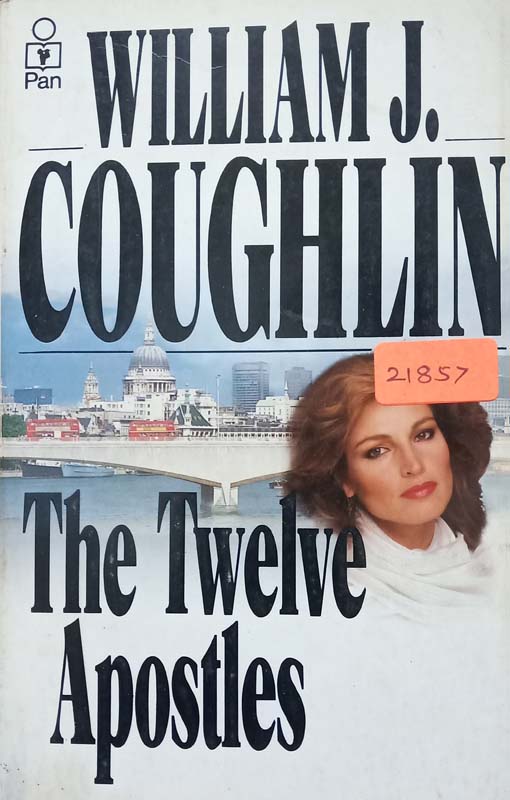 Pan
WILLIAM J.
COUGHLIN
21857
The Twelve
Apostles